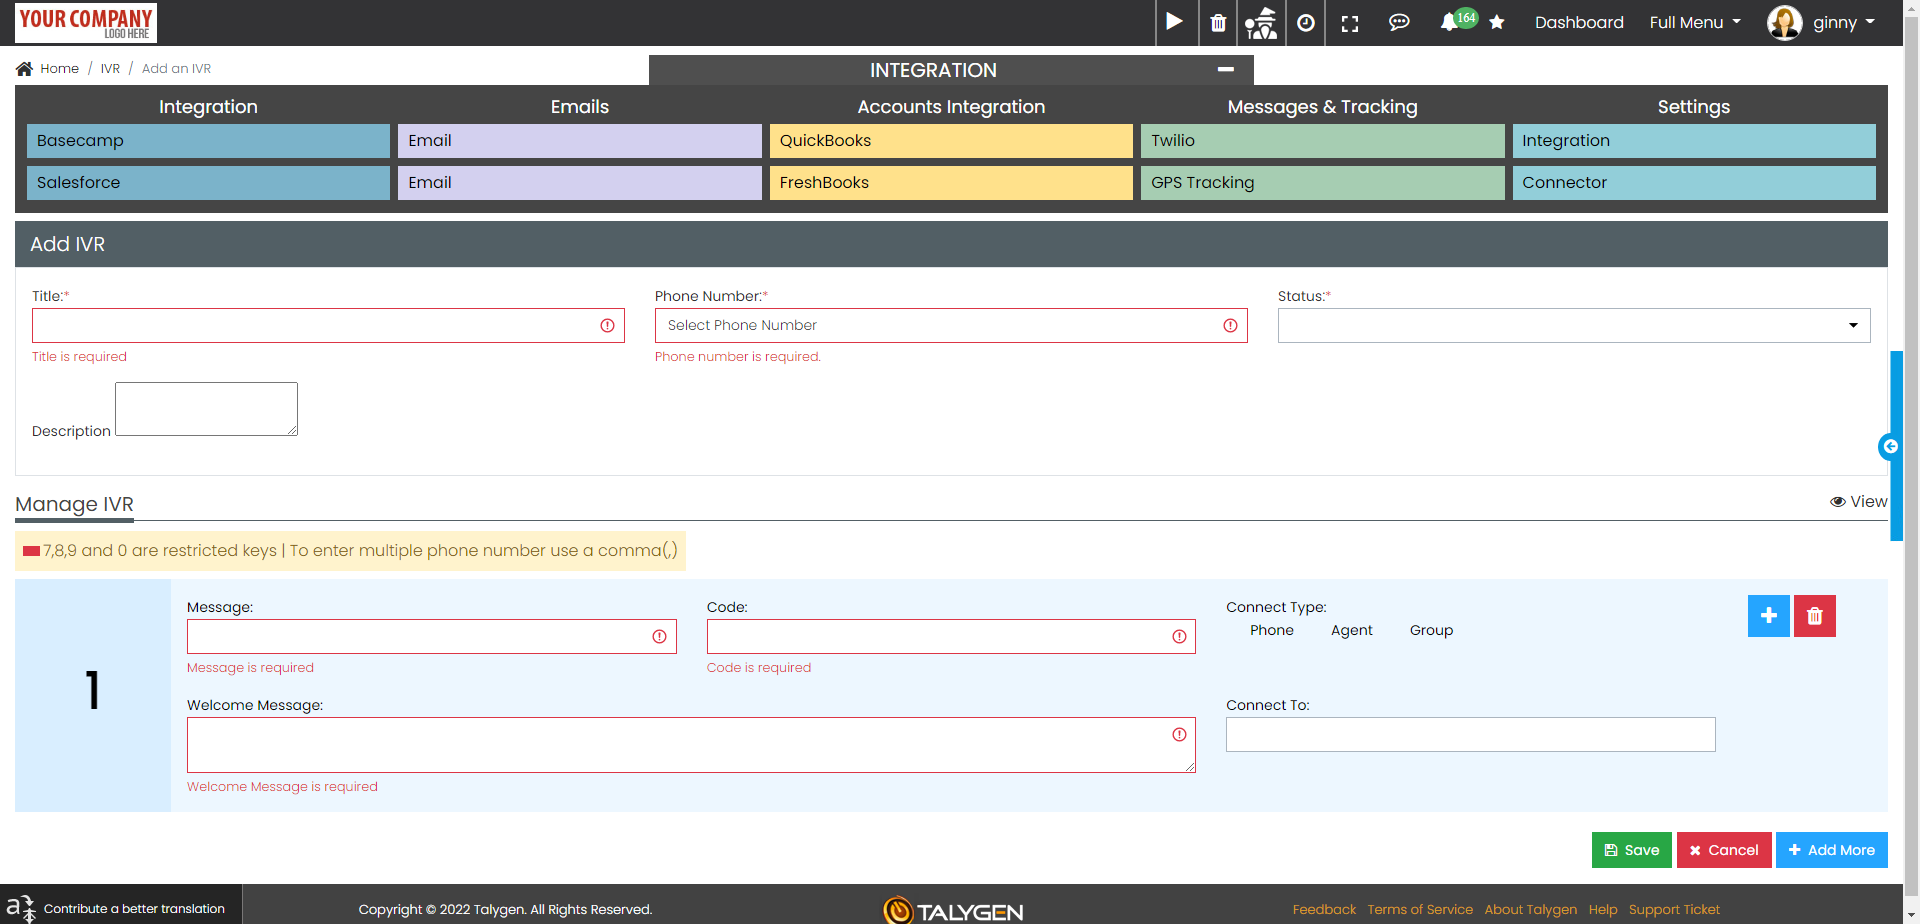 YOUR COMPANY
LOGO HERE
164
Dashboard
Full Menu
ginny
Home / IVR / Add an IVR
INTEGRATION
Integration
Emails
Accounts Integration
Messages & Tracking
Settings
Basecamp
Email
QuickBooks
Twilio
Integration
Salesforce
Email
FreshBooks
GPS Tracking
Connector
Add IVR
Title:*
Phone Number:*
Status:*
Select Phone Number
Title is required
Phone number is required.
Description
Manage IVR
View
7,8,9 and 0 are restricted keys | To enter multiple phone number use a comma(,)
1
Message:
Code:
Connect Type:
Phone
Agent
Group
Message is required
Code is required
Welcome Message:
Connect To:
Welcome Message is required
Save
Cancel
Add More
Contribute a better translation
Copyright © 2022 Talygen. All Rights Reserved.
TALYGEN
Feedback
Terms of Service
About Talygen
Help
Support Ticket